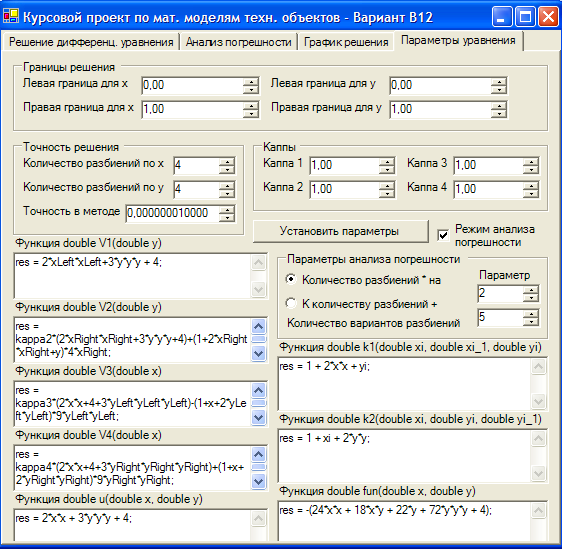 Курсовой проект по мат. моделям техн. объектов - Вариант B12
Решение дифференц. уравнения
Анализ погрешности
График решения
Параметры уравнения
Границы решения
Левая граница для x
0,00
Левая граница для y
0,00
Правая граница для x
1,00
Правая граница для y
1,00
Точность решения
Количество разбиений по x
4
Количество разбиений по y
4
Точность в методе
0,000000010000
Каппы
Каппа 1
1,00
Каппа 3
1,00
Каппа 2
1,00
Каппа 4
1,00
Установить параметры
Режим анализа
погрешности
Функция double V1(double y)
res = 2*xLeft*xLeft+3*y*y*y + 4;
Функция double V2(double y)
res =
kappa2*(2*xRight*xRight+3*y*y*y+4)+(1+2*xRight
*xRight+y)*4*xRight;
Функция double V3(double x)
res =
kappa3*(2*x*x+4+3*yLeft*yLeft*yLeft)-(1+x+2*yLe
ft*yLeft)*9*yLeft*yLeft;
Функция double V4(double x)
res =
kappa4*(2*x*x+4+3*yRight*yRight*yRight)+(1+x+
2*yRight*yRight)*9*yRight*yRight;
Функция double u(double x, double y)
res = 2*x*x + 3*y*y*y + 4;
Параметры анализа погрешности
Количество разбиений * на
Параметр
2
К количеству разбиений +
Количество вариантов разбиений
5
Функция double k1(double xi, double xi_1, double yi)
res = 1 + 2*x*x + yi;
Функция double k2(double xi, double yi, double yi_1)
res = 1 + xi + 2*y*y;
Функция double fun(double x, double y)
res = -(24*x*x + 18*x*y + 22*y + 72*y*y*y + 4);